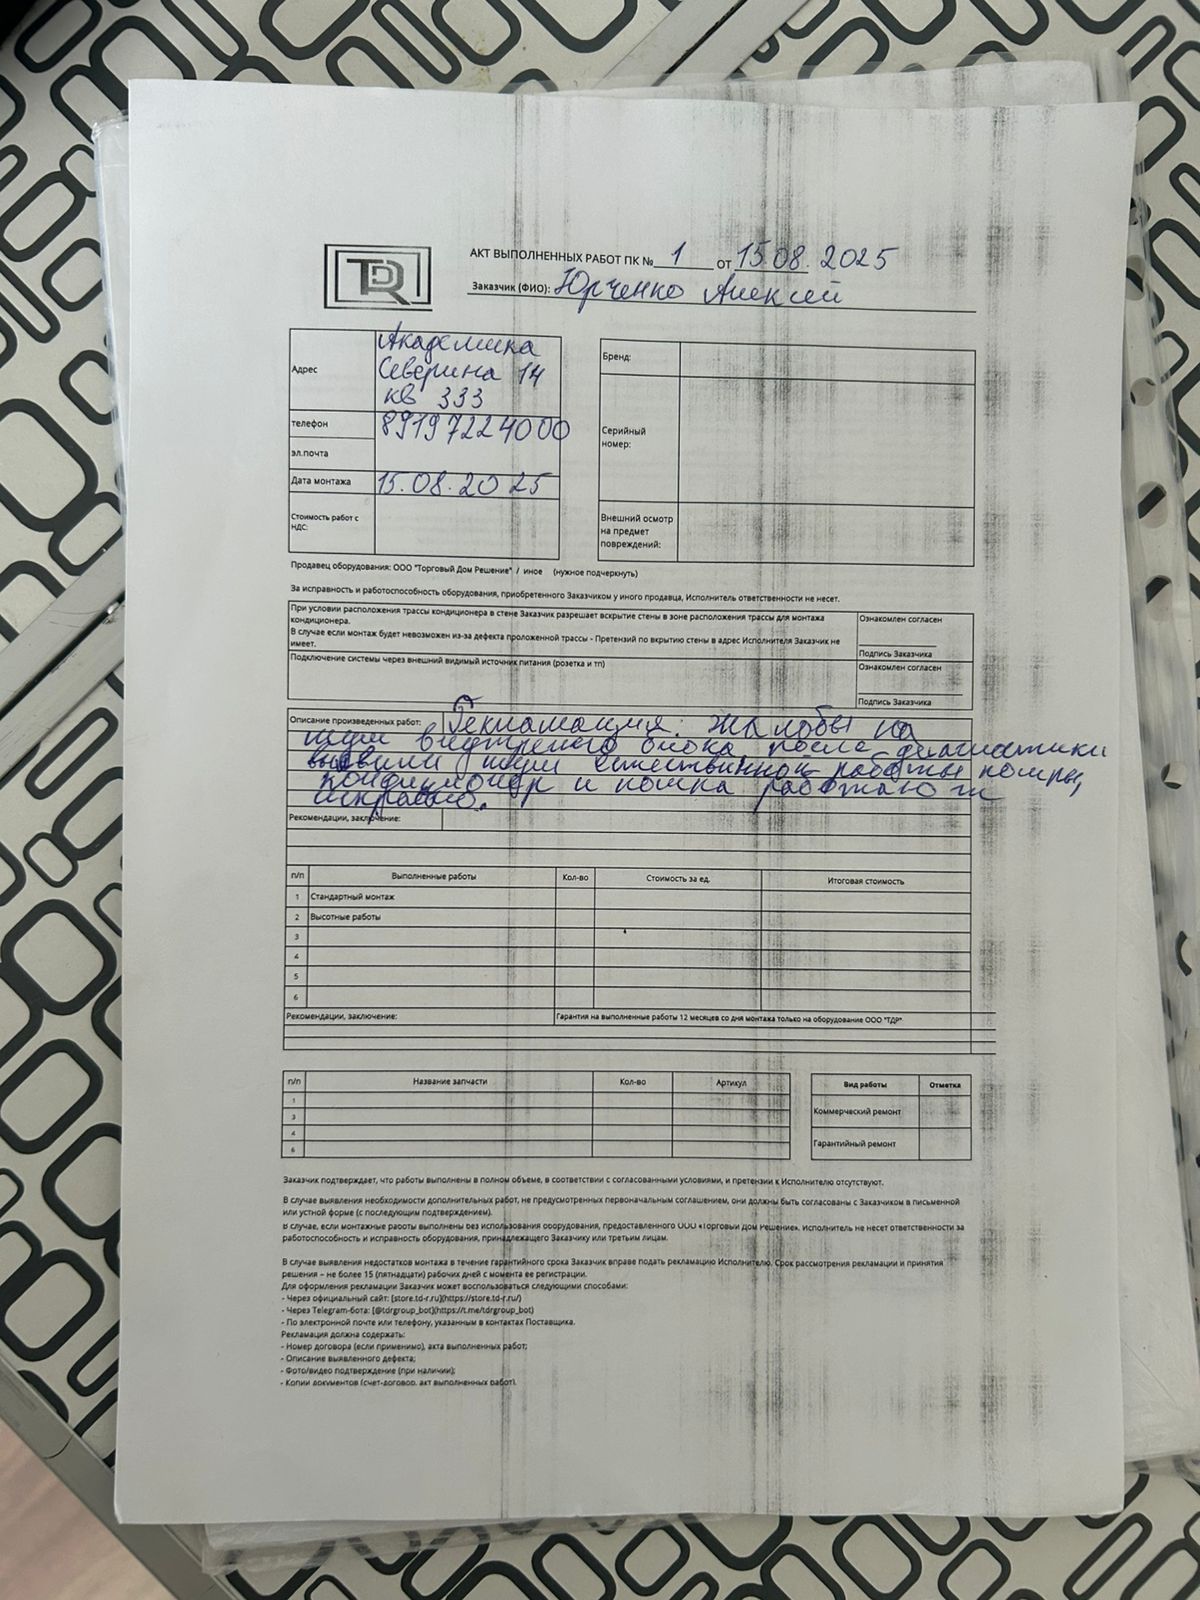 TDR
АКТ ВЫПОЛНЕННЫХ РАБОТ ПК № 1 от 15.08.2025
Заказчик (ФИО): Юрченко Алексей
Адрес
Академика
Северина 14
кв 333
телефон 89197224000
эл.почта
Дата монтажа 15.08.2025
Стоимость работ с
НДС:
Бренд:
Серийный
номер:
Внешний осмотр
на предмет
повреждений:
Продавец оборудования: ООО "Торговый Дом Решение" / иное (нужное подчеркнуть)
За исправность и работоспособность оборудования, приобретенного Заказчиком у иного продавца, Исполнитель ответственности не несет.
При условии расположения трассы кондиционера в стене Заказчик разрешает вскрытие стены в зоне расположения трассы для монтажа
кондиционера.
В случае если монтаж будет невозможен из-за дефекта проложенной трассы - Претензий по вкрытию стены в адрес Исполнителя Заказчик не
имеет.
Ознакомлен согласен
Подпись Заказчика
Подключение системы через внешний видимый источник питания (розетка и тп)
Ознакомлен согласен
Подпись Заказчика
Описание произведенных работ: Рекламация: жалобы на
шум внутренего блока, после диагностики
выявили шум естественной работы помпы,
кондиционер и помпа работают
исправно.
Рекомендации, заключение:
п/п Выполненные работы Кол-во Стоимость за ед. Итоговая стоимость
1 Стандартный монтаж
2 Высотные работы
3
4
5
6
Рекомендации, заключение: Гарантия на выполненные работы 12 месяцев со дня монтажа только на оборудование ООО "ТДР"
п/п Название запчасти Кол-во Артикул
1
3
4
6
Вид работы Отметка
Коммерческий ремонт
Гарантийный ремонт
Заказчик подтверждает, что работы выполнены в полном объеме, в соответствии с согласованными условиями, и претензии к Исполнителю отсутствуют.
В случае выявления необходимости дополнительных работ, не предусмотренных первоначальным соглашением, они должны быть согласованы с Заказчиком в письменной
или устной форме (с последующим подтверждением).
В случае, если монтажные работы выполнены без использования оборудования, предоставленного ООО «Торговый Дом Решение», Исполнитель не несет ответственности за
работоспособность и исправность оборудования, принадлежащего Заказчику или третьим лицам.
В случае выявления недостатков монтажа в течение гарантийного срока Заказчик вправе подать рекламацию Исполнителю. Срок рассмотрения рекламации и принятия
решения – не более 15 (пятнадцати) рабочих дней с момента ее регистрации.
Для оформления рекламации Заказчик может воспользоваться следующими способами:
- Через официальный сайт: [store.td-r.ru](https://store.td-r.ru/)
- Через Telegram-бота: [@tdrgroup_bot](https://t.me/tdrgroup_bot)
- По электронной почте или телефону, указанным в контактах Поставщика.
Рекламация должна содержать:
- Номер договора (если применимо), акта выполненных работ;
- Описание выявленного дефекта;
- Фото/видео подтверждение (при наличии);
- Копии документов (счет-договор, акт выполненных работ).